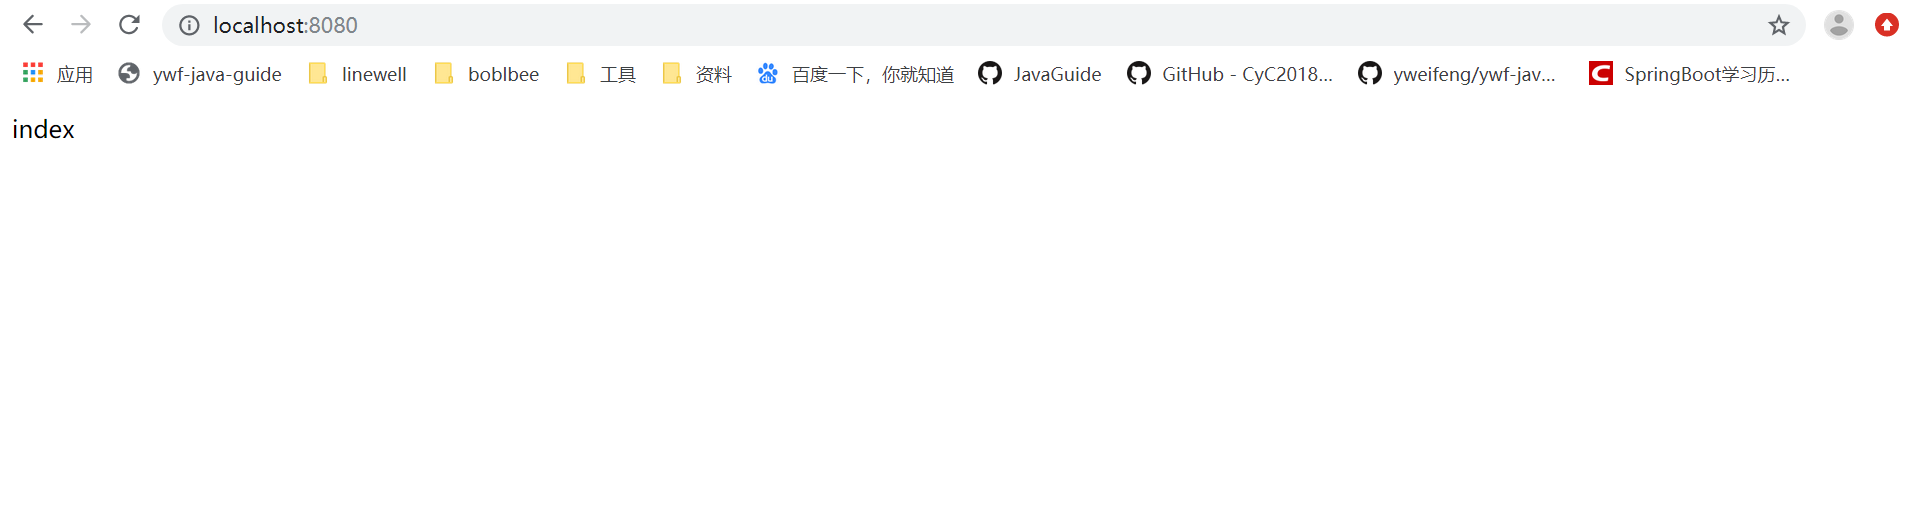 localhost:8080
应用 ywf-java-guide linewell boblbee 工具 资料 百度一下，你就知道 JavaGuide GitHub - CyC2018... yweifeng/ywf-jav... SpringBoot学习历...
index